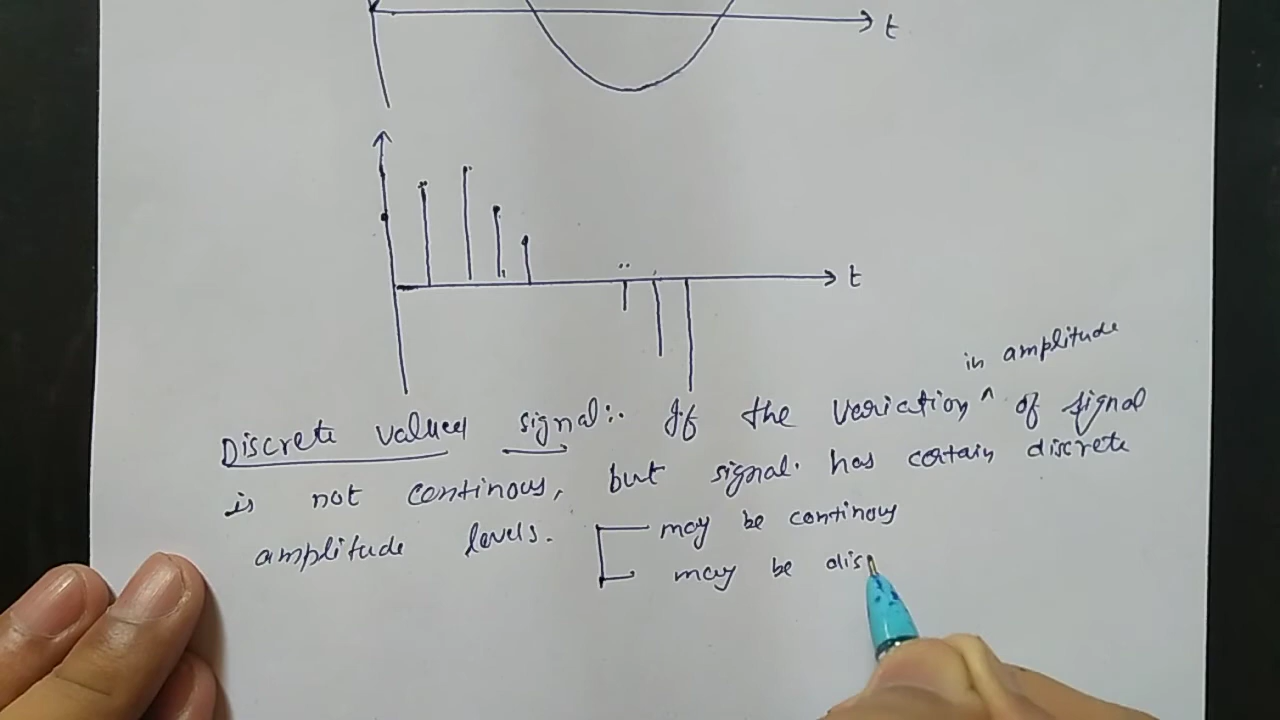 t
t
in amplitude
Discrete valued signal:. If the variation ^ of signal
is not continous, but signal. has certain discrete
amplitude levels.
may be continous
may be dis